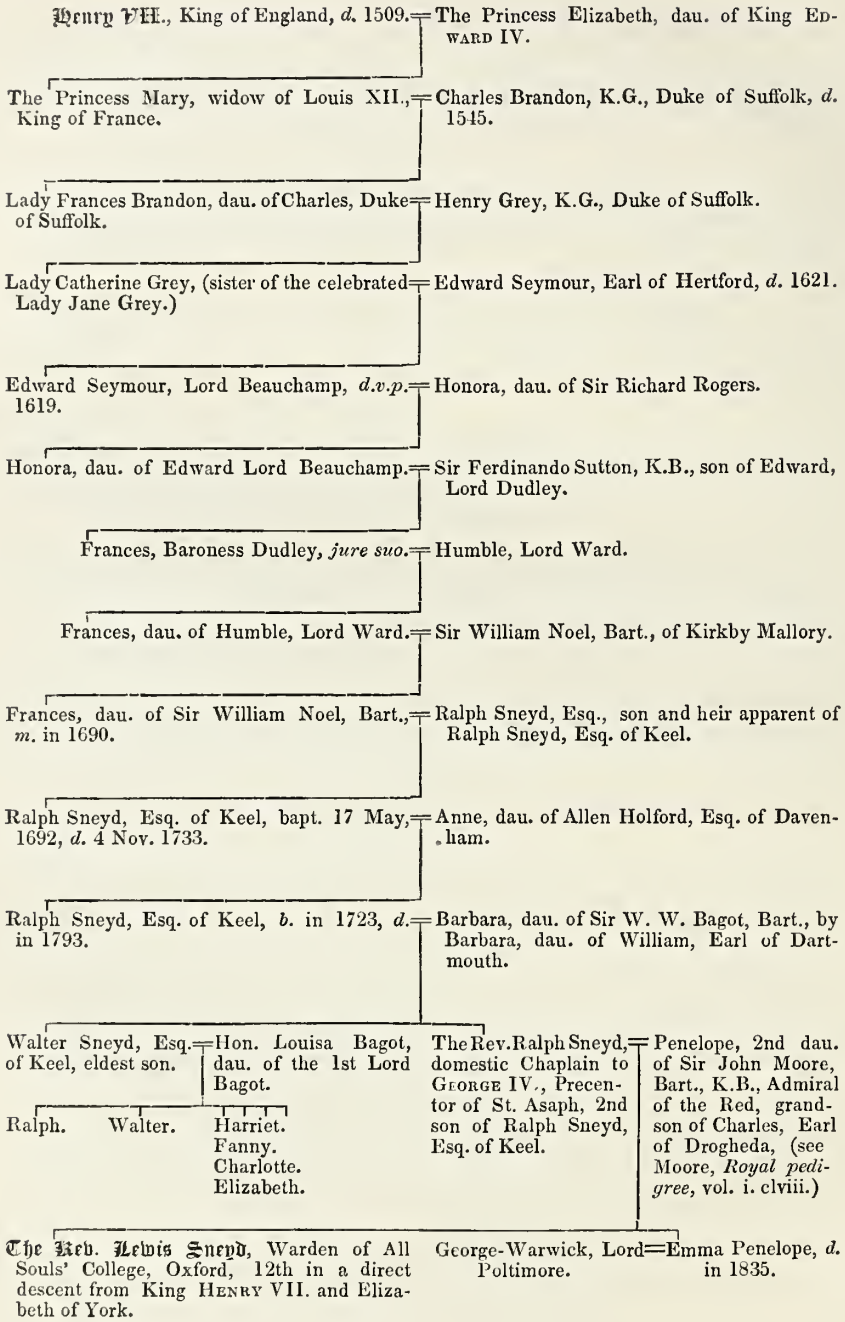 Henry VII., King of England, d. 1509. = The Princess Elizabeth, dau. of King ED-
WARD IV.
The Princess Mary, widow of Louis XII., = Charles Brandon, K.G., Duke of Suffolk, d.
King of France. 1545.
Lady Frances Brandon, dau. of Charles, Duke = Henry Grey, K.G., Duke of Suffolk.
of Suffolk.
Lady Catherine Grey, (sister of the celebrated = Edward Seymour, Earl of Hertford, d. 1621.
Lady Jane Grey.)
Edward Seymour, Lord Beauchamp, d.v.p. = Honora, dau. of Sir Richard Rogers.
1619.
Honora, dau. of Edward Lord Beauchamp. = Sir Ferdinando Sutton, K.B., son of Edward,
Lord Dudley.
Frances, Baroness Dudley, jure suo. = Humble, Lord Ward.
Frances, dau. of Humble, Lord Ward. = Sir William Noel, Bart., of Kirkby Mallory.
Frances, dau. of Sir William Noel, Bart., = Ralph Sneyd, Esq., son and heir apparent of
m. in 1690. Ralph Sneyd, Esq. of Keel.
Ralph Sneyd, Esq. of Keel, bapt. 17 May, = Anne, dau. of Allen Holford, Esq. of Daven-
1692, d. 4 Nov. 1733. ham.
Ralph Sneyd, Esq. of Keel, b. in 1723, d. = Barbara, dau. of Sir W. W. Bagot, Bart., by
in 1793. Barbara, dau. of William, Earl of Dart-
mouth.
Walter Sneyd, Esq. = Hon. Louisa Bagot,
of Keel, eldest son. dau. of the 1st Lord
Bagot.
Ralph. Walter. Harriet.
Fanny.
Charlotte.
Elizabeth.
The Rev. Ralph Sneyd, = Penelope, 2nd dau.
domestic Chaplain to of Sir John Moore,
GEORGE IV., Precen- Bart., K.B., Admiral
tor of St. Asaph, 2nd of the Red, grand-
son of Ralph Sneyd, son of Charles, Earl
Esq. of Keel. of Drogheda, (see
Moore, Royal pedi-
gree, vol. i. clviii.)
The Rev. Lewis Sneyd, Warden of All
Souls' College, Oxford, 12th in a direct
descent from King HENRY VII. and Eliza-
beth of York.
George-Warwick, Lord = Emma Penelope, d.
Poltimore. in 1835.